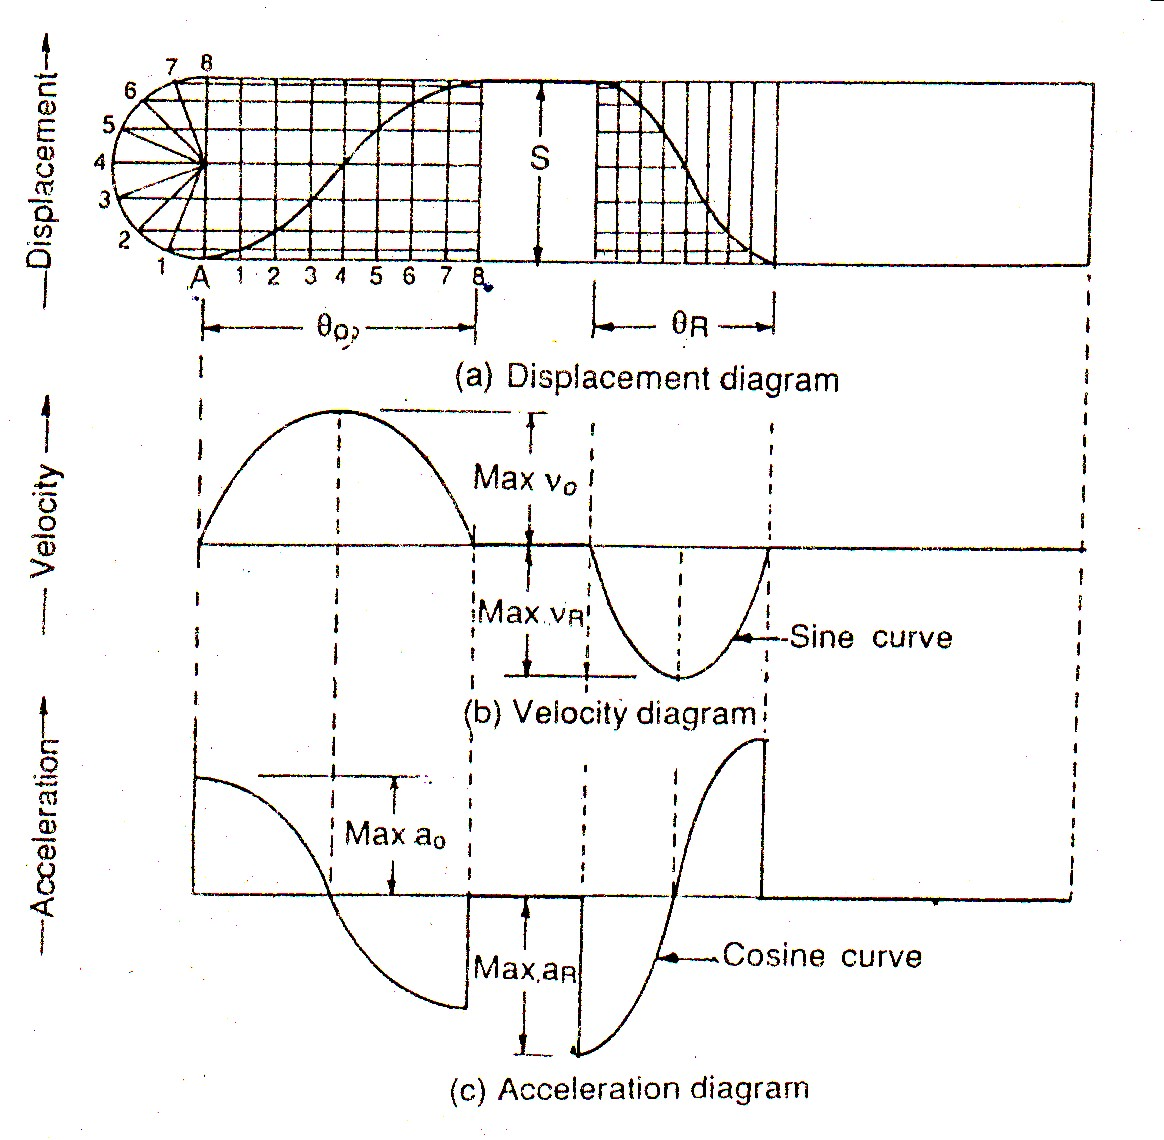 Displacement
7 8
6
5
4
3
2
1
A 1 2 3 4 5 6 7 8
S
θO
θR
(a) Displacement diagram
Velocity
Max vO
Max vR
Sine curve
(b) Velocity diagram
Acceleration
Max aO
Max aR
Cosine curve
(c) Acceleration diagram